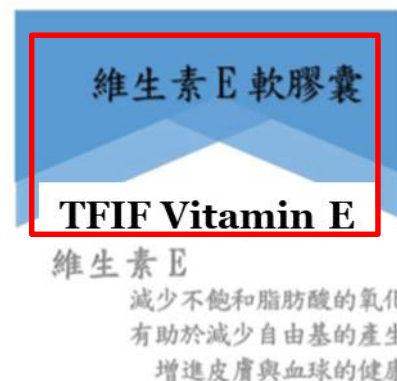 維生素E軟膠囊
TFIF Vitamin E
維生素E
減少不飽和脂肪酸的氧化
有助於減少自由基的產生
增進皮膚與血球的健康